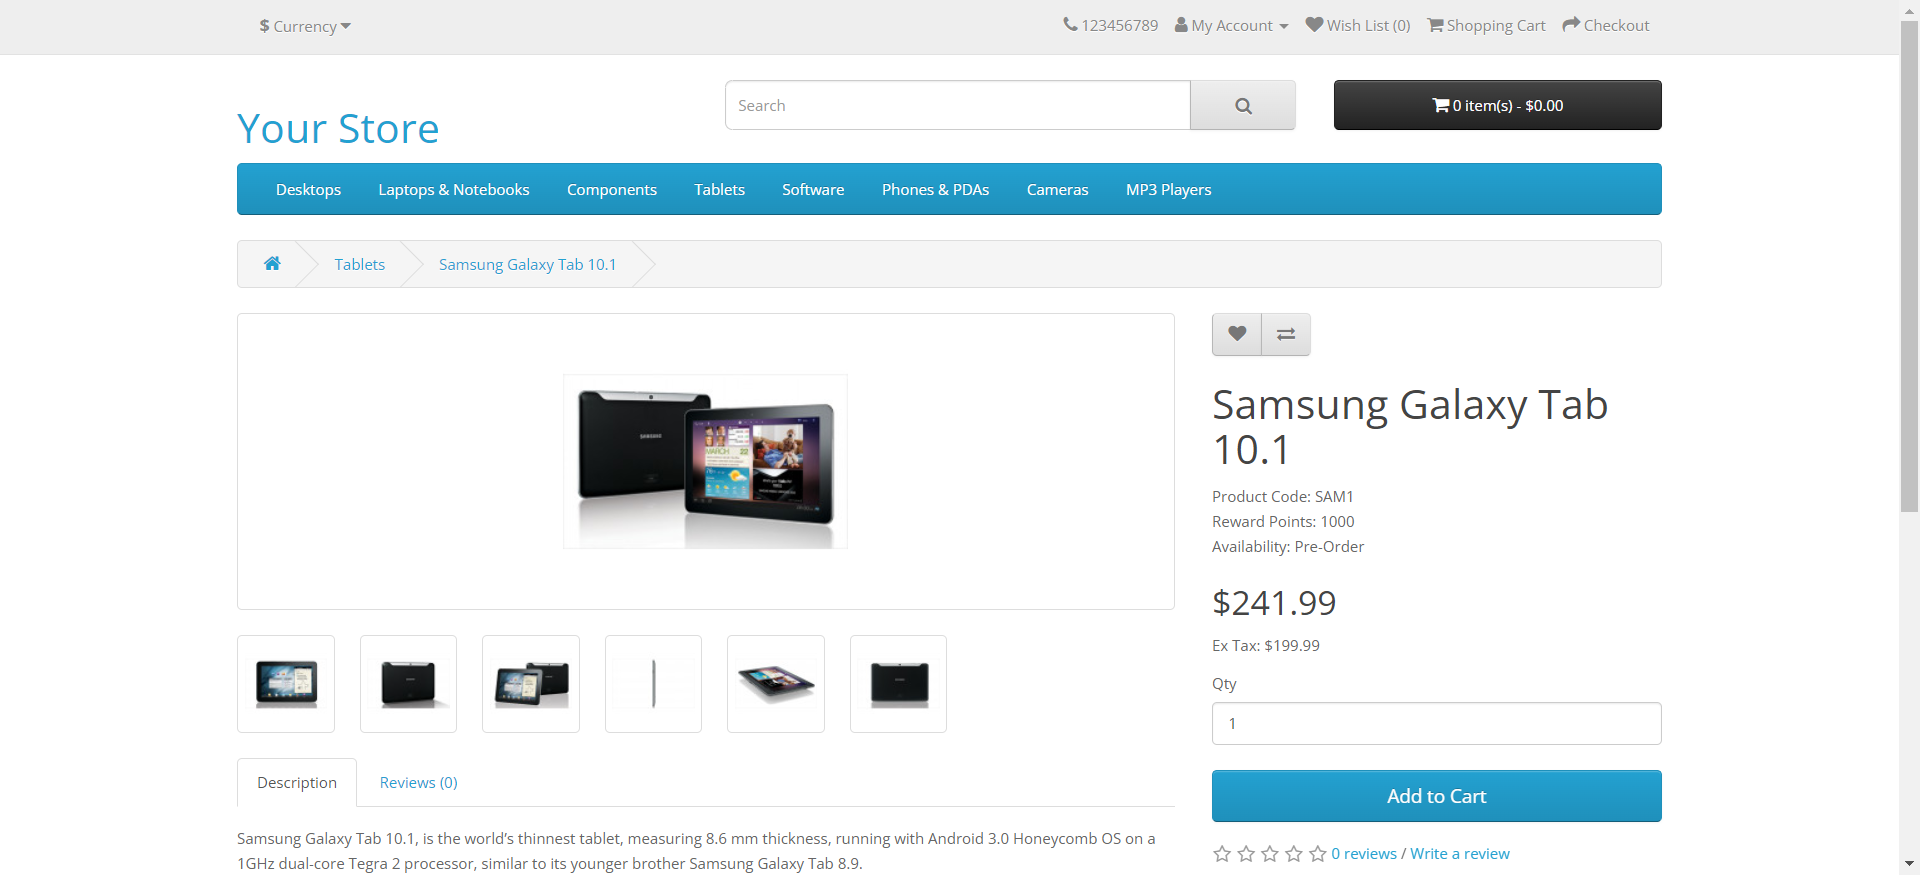 $ Currency
123456789
My Account
Wish List (0)
Shopping Cart
Checkout
Your Store
Search
0 item(s) - $0.00
Desktops
Laptops & Notebooks
Components
Tablets
Software
Phones & PDAs
Cameras
MP3 Players
Tablets
Samsung Galaxy Tab 10.1
SAMSUNG
MARCH 22
Samsung Galaxy Tab
10.1
Product Code: SAM1
Reward Points: 1000
Availability: Pre-Order
$241.99
Ex Tax: $199.99
Qty
1
Add to Cart
0 reviews / Write a review
Description
Reviews (0)
Samsung Galaxy Tab 10.1, is the world’s thinnest tablet, measuring 8.6 mm thickness, running with Android 3.0 Honeycomb OS on a
1GHz dual-core Tegra 2 processor, similar to its younger brother Samsung Galaxy Tab 8.9.